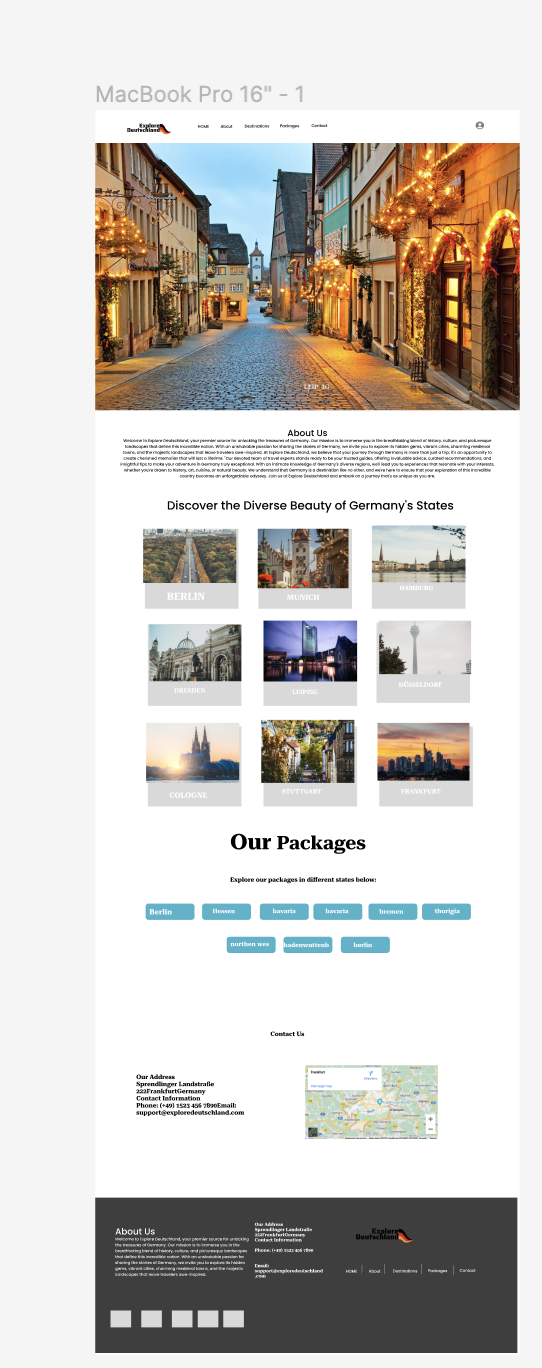 MacBook Pro 16" - 1
Explore
Deutschland
HOME About Destinations Packages Contact
About Us
Welcome to Explore Deutschland, your premier source for unlocking the treasures of Germany. Our mission is to immerse you in the breathtaking blend of history, culture, and picturesque
landscapes that define this incredible nation. With an unshakable passion for sharing the stories of Germany, we invite you to explore its hidden gems, vibrant cities, charming medieval
towns, and the majestic landscapes that leave travelers awe-inspired. At Explore Deutschland, we believe that your journey through Germany is more than just a trip; it's an opportunity to
create cherished memories that will last a lifetime. "Our devoted team of travel experts stands ready to be your trusted guides, offering invaluable advice, curated recommendations, and
insightful tips to make your adventure in Germany truly exceptional. With an intimate knowledge of Germany's diverse regions, we'll lead you to experiences that resonate with your interests,
whether you're drawn to history, art, cuisine, or natural beauty. We understand that Germany is a destination like no other, and we're here to ensure that your exploration of this incredible
country becomes an unforgettable odyssey. Join us at Explore Deutschland and embark on a journey that's as unique as you are.
Discover the Diverse Beauty of Germany's States
BERLIN MUNICH HAMBURG
DRESDEN LEIPZIG DÜSSELDORF
COLOGNE STUTTGART FRANKFURT
Our Packages
Explore our packages in different states below:
Berlin Hessen bavaria bavaria bremen thurigia
northen wes badenwuttenb berlin
Contact Us
Our Address
Sprendlinger Landstraße
222FrankfurtGermany
Contact Information
Phone: (+49) 1523 456 7890Email:
support@exploredeutschland.com
Frankfurt
Directions
View larger map
About Us
Welcome to Explore Deutschland, your premier source for unlocking
the treasures of Germany. Our mission is to immerse you in the
breathtaking blend of history, culture, and picturesque landscapes
that define this incredible nation. With an unshakable passion for
sharing the stories of Germany, we invite you to explore its hidden
gems, vibrant cities, charming medieval towns, and the majestic
landscapes that leave travelers awe-inspired.
Our Address
Sprendlinger Landstraße
222FrankfurtGermany
Contact Information
Phone: (+49) 1523 456 7890
Email:
support@exploredeutschland
.com
Explore
Deutschland
HOME About Destinations Packages Contact